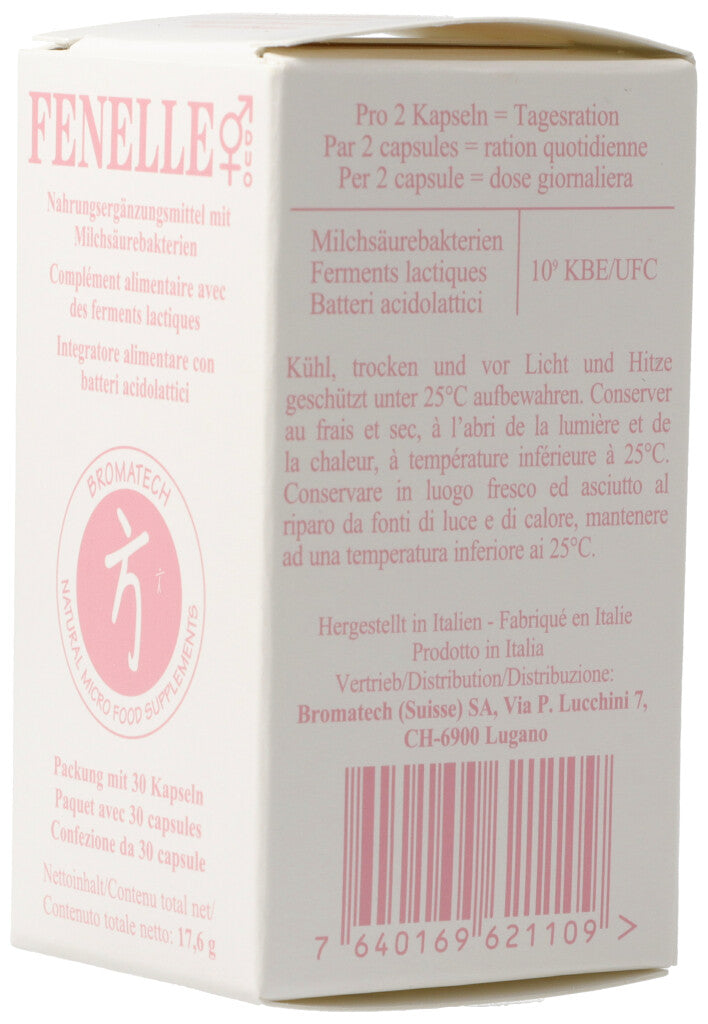 FENELLE
DUO
Nahrungsergänzungsmittel mit
Milchsäurebakterien
Complément alimentaire avec
des ferments lactiques
Integratore alimentare con
batteri acidolattici
BROMATECH
NATURAL MICRO FOOD SUPPLEMENTS
Packung mit 30 Kapseln
Paquet avec 30 capsules
Confezione da 30 capsule
Nettoinhalt/Contenu total net/
Contenuto totale netto: 17,6 g
Pro 2 Kapseln = Tagesration
Par 2 capsules = ration quotidienne
Per 2 capsule = dose giornaliera
Milchsäurebakterien
Ferments lactiques
Batteri acidolattici
10⁹ KBE/UFC
Kühl, trocken und vor Licht und Hitze
geschützt unter 25°C aufbewahren. Conserver
au frais et sec, à l'abri de la lumière et de
la chaleur, à température inférieure à 25°C.
Conservare in luogo fresco ed asciutto al
riparo da fonti di luce e di calore, mantenere
ad una temperatura inferiore ai 25°C.
Hergestellt in Italien - Fabriqué en Italie
Prodotto in Italia
Vertrieb/Distribution/Distribuzione:
Bromatech (Suisse) SA, Via P. Lucchini 7,
CH-6900 Lugano
7 640169 621109 >